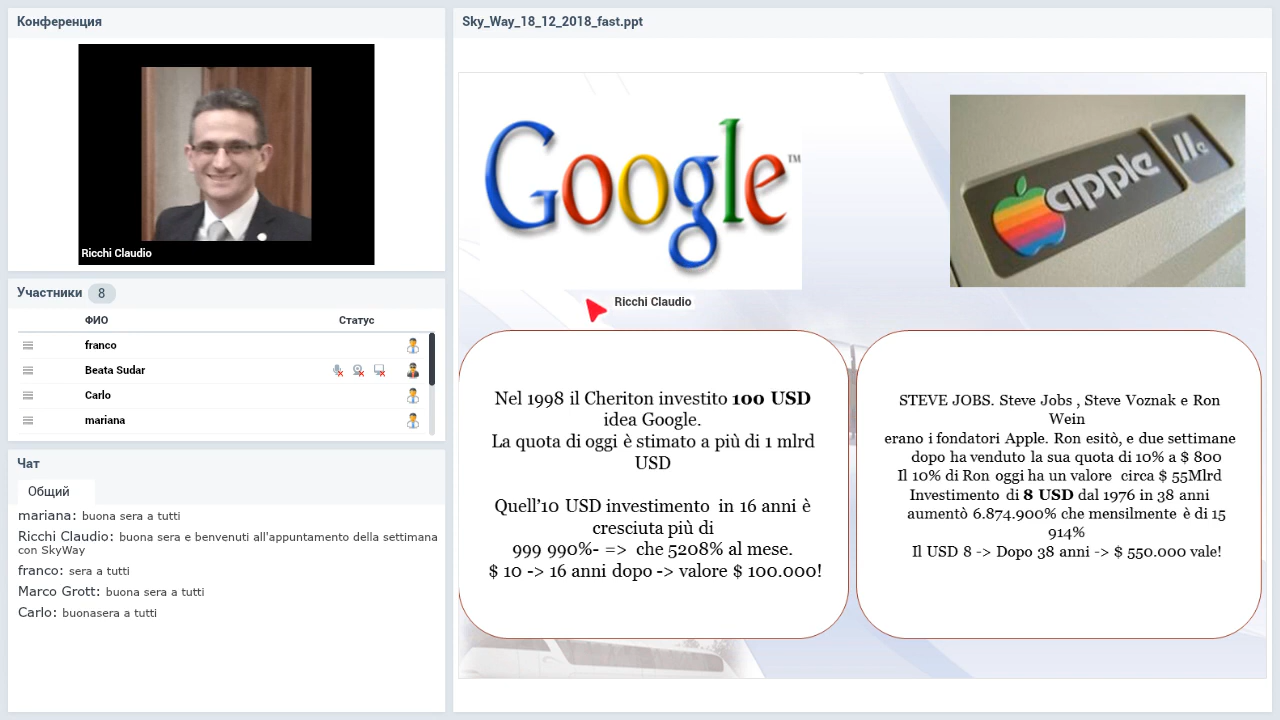 Конференция
Ricchi Claudio
Участники 8
ФИО Статус
franco
Beata Sudar
Carlo
mariana
Чат
Общий
mariana: buona sera a tutti
Ricchi Claudio: buona sera e benvenuti all'appuntamento della settimana
con SkyWay
franco: sera a tutti
Marco Grott: buona sera a tutti
Carlo: buonasera a tutti
Sky_Way_18_12_2018_fast.ppt
Google™
apple IIe
Ricchi Claudio
Nel 1998 il Cheriton investito 100 USD
idea Google.
La quota di oggi è stimato a più di 1 mlrd
USD
Quell'10 USD investimento in 16 anni è
cresciuta più di
999 990%- => che 5208% al mese.
$ 10 -> 16 anni dopo -> valore $ 100.000!
STEVE JOBS. Steve Jobs , Steve Voznak e Ron
Wein
erano i fondatori Apple. Ron esitò, e due settimane
dopo ha venduto la sua quota di 10% a $ 800
Il 10% di Ron oggi ha un valore circa $ 55Mlrd
Investimento di 8 USD dal 1976 in 38 anni
aumentò 6.874.900% che mensilmente è di 15
914%
Il USD 8 -> Dopo 38 anni -> $ 550.000 vale!